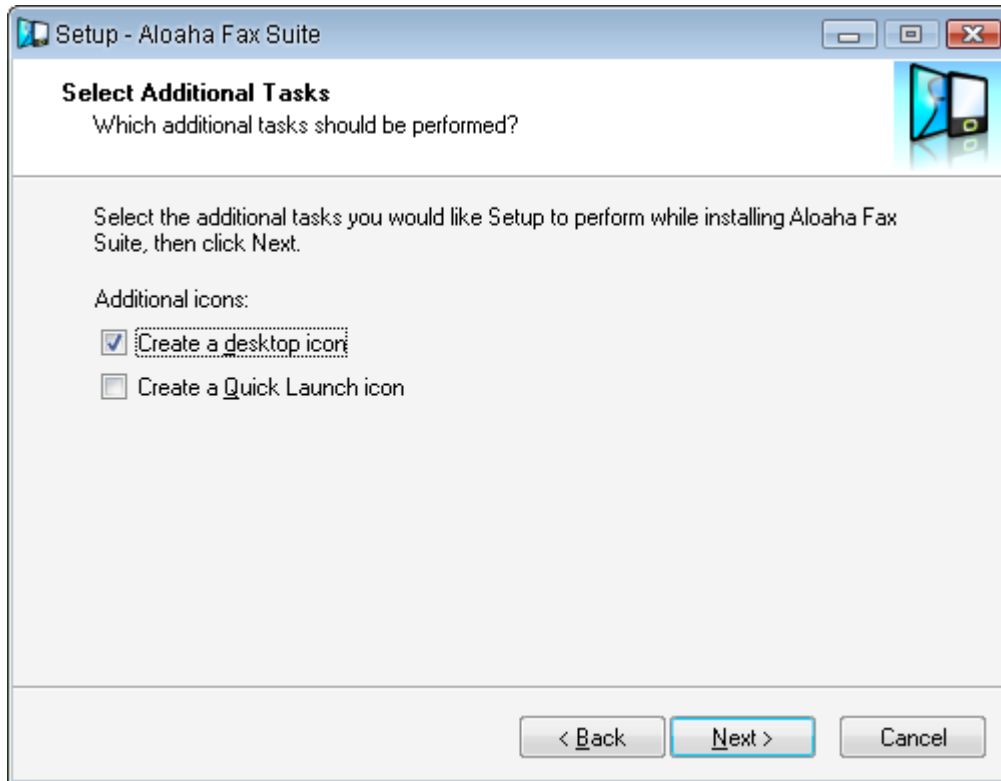 Setup - Aloaha Fax Suite
Select Additional Tasks
Which additional tasks should be performed?
Select the additional tasks you would like Setup to perform while installing Aloaha Fax
Suite, then click Next.
Additional icons:
Create a desktop icon
Create a Quick Launch icon
< Back Next > Cancel